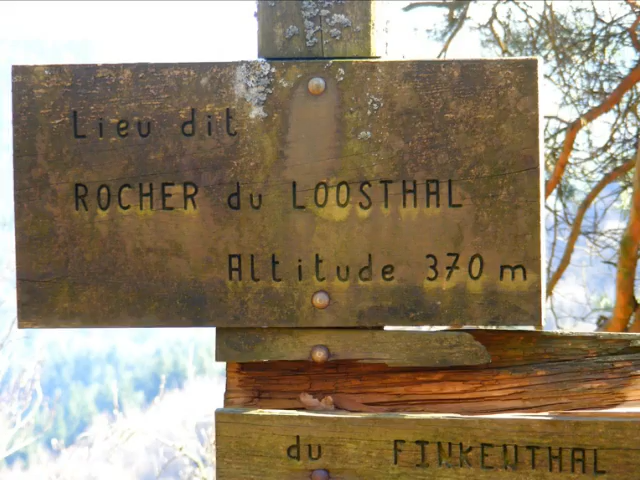 Lieu dit
ROCHER du LOOSTHAL
Altitude 370 m
du FINKENTHAL